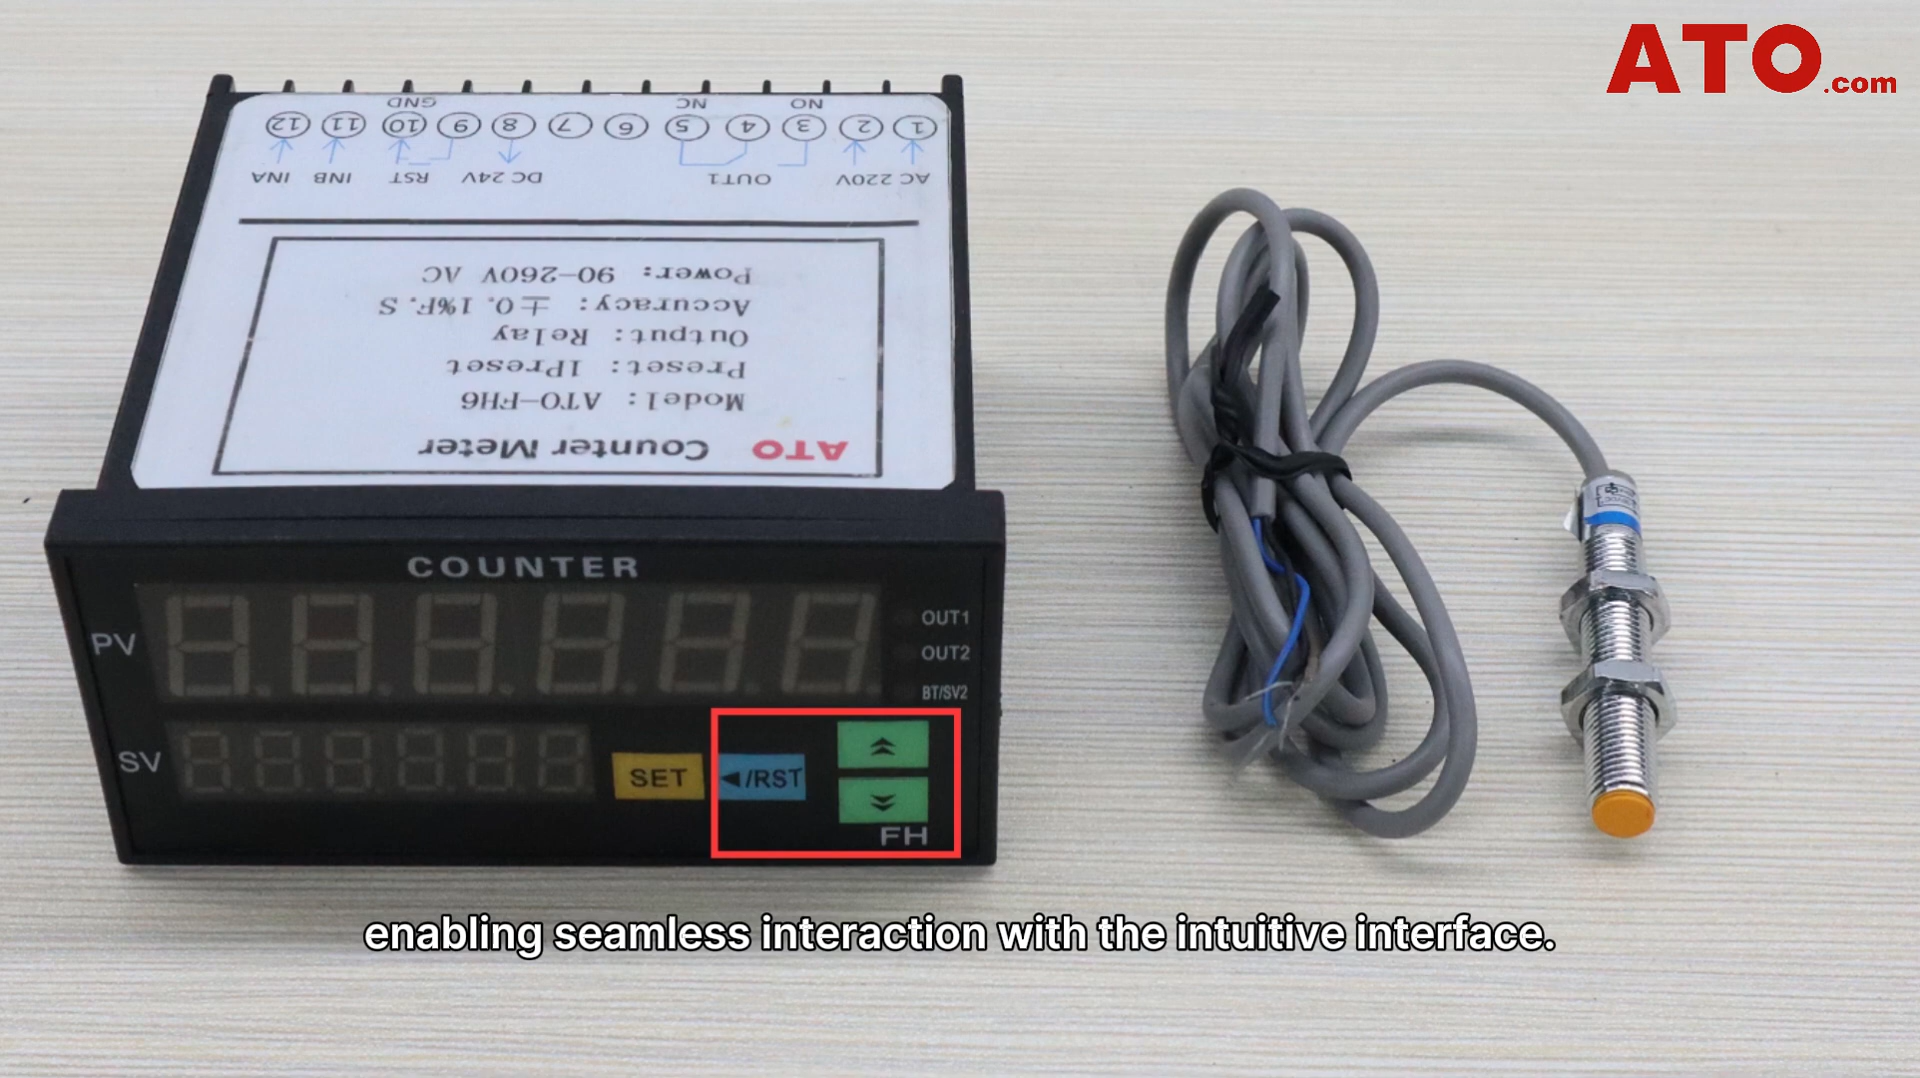 ATO.com
GND
NC
NO
12 11 10 9 8 7 6 5 4 3 2 1
INA INB RST DC 24V OUT1 AC 220V
ATO Counter Meter
Model: ATO-FH6
Preset: 1Preset
Output: Relay
Accuracy: ±0.1%F.S
Power: 90-260V AC
COUNTER
PV
OUT1
OUT2
BT/SV2
SV
SET
◄/RST
FH
enabling seamless interaction with the intuitive interface.